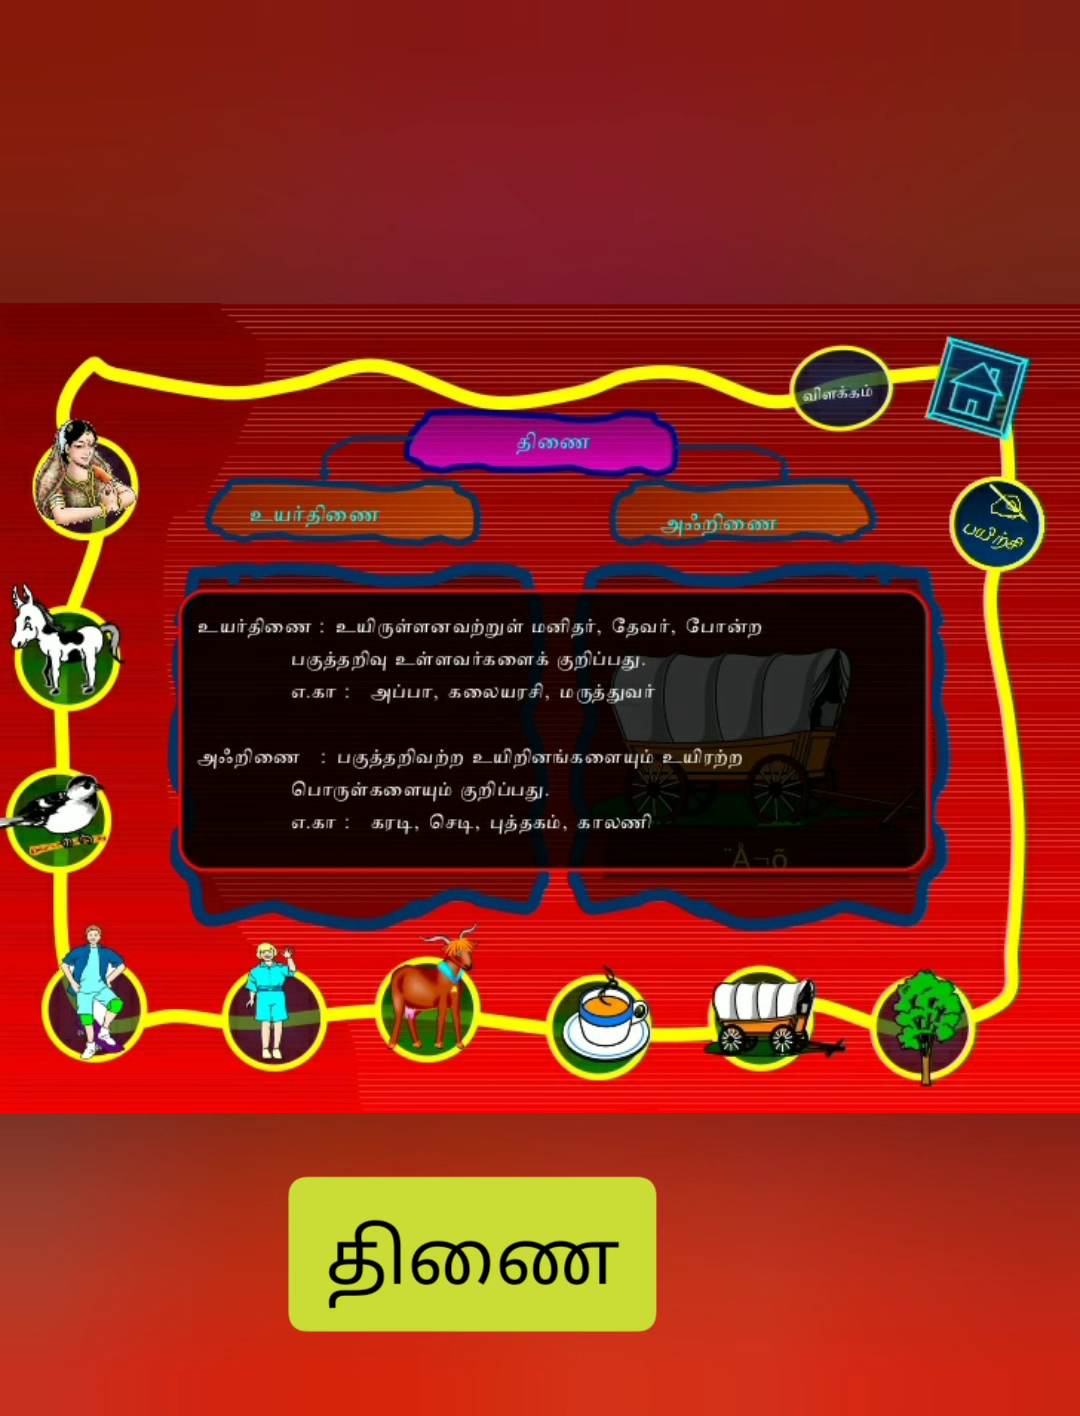 விளக்கம்
திணை
உயர்திணை
அஃறிணை
பயிற்சி
உயர்திணை : உயிருள்ளனவற்றுள் மனிதர், தேவர், போன்ற
பகுத்தறிவு உள்ளவர்களைக் குறிப்பது.
எ.கா : அப்பா, கலையரசி, மருத்துவர்
அஃறிணை : பகுத்தறிவற்ற உயிறினங்களையும் உயிரற்ற
பொருள்களையும் குறிப்பது.
எ.கா : கரடி, செடி, புத்தகம், காலணி
¨Å¬õ
திணை